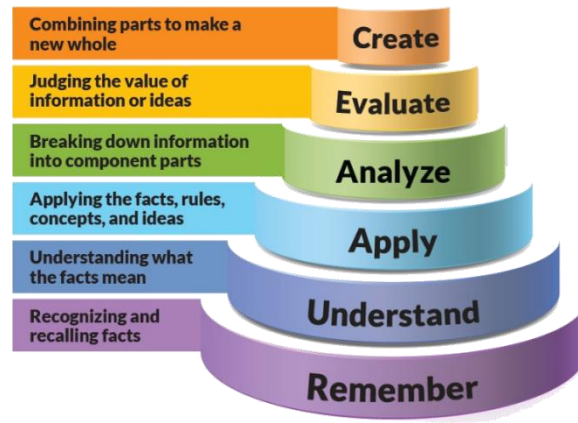 Combining parts to make a
new whole
Create
Judging the value of
information or ideas
Evaluate
Breaking down information
into component parts
Analyze
Applying the facts, rules,
concepts, and ideas
Apply
Understanding what
the facts mean
Understand
Recognizing and
recalling facts
Remember